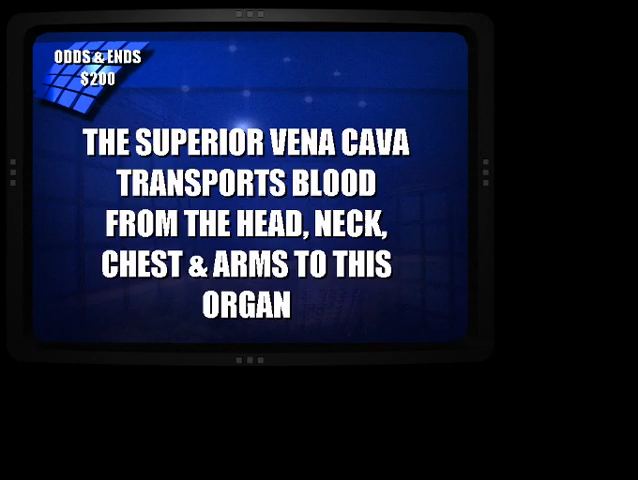 ODDS & ENDS
$200
THE SUPERIOR VENA CAVA
TRANSPORTS BLOOD
FROM THE HEAD, NECK,
CHEST & ARMS TO THIS
ORGAN